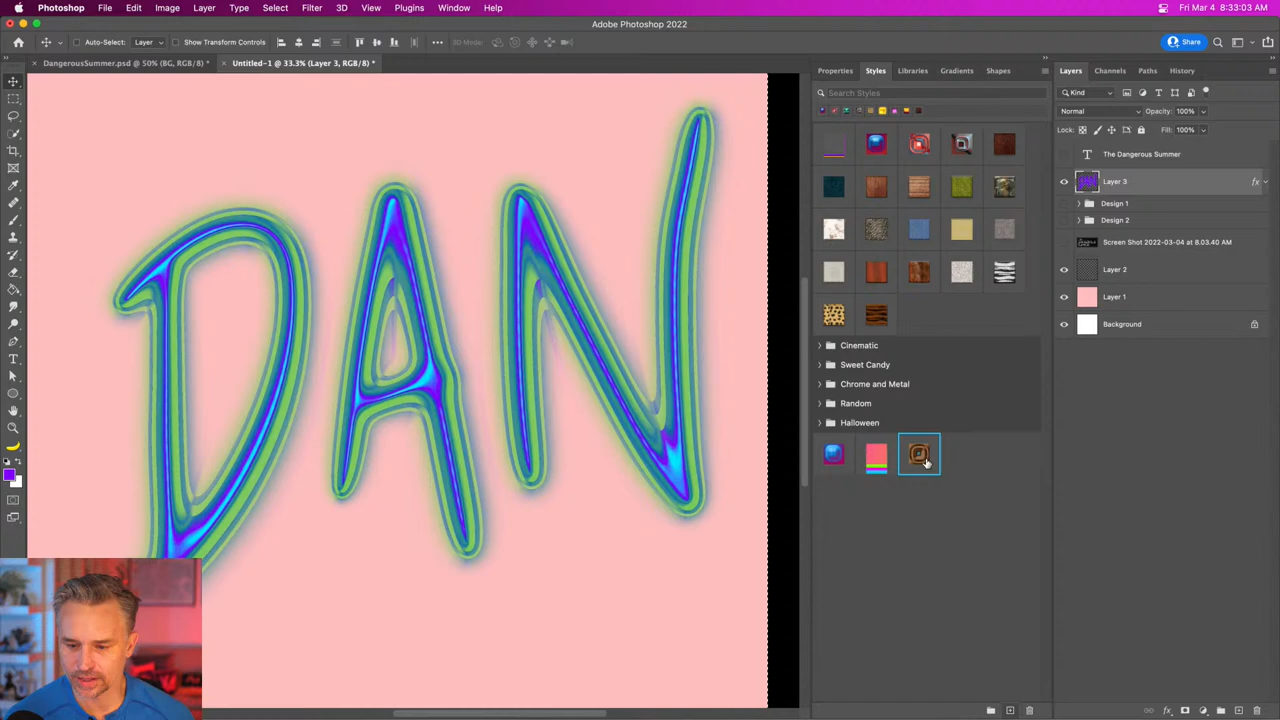 Photoshop File Edit Image Layer Type Select Filter 3D View Plugins Window Help Fri Mar 4 8:33:03 AM
Adobe Photoshop 2022
Auto-Select: Layer Show Transform Controls 3D Mode: Share
DangerousSummer.psd @ 50% (BG, RGB/8) * Untitled-1 @ 33.3% (Layer 3, RGB/8) *
Properties Styles Libraries Gradients Shapes
Layers Channels Paths History
Search Styles
Kind
Normal Opacity: 100%
Lock: Fill: 100%
The Dangerous Summer
Layer 3 fx
Design 1
Design 2
Screen Shot 2022-03-04 at 8.03.40 AM
Layer 2
Layer 1
Background
Cinematic
Sweet Candy
Chrome and Metal
Random
Halloween
DAN
fx